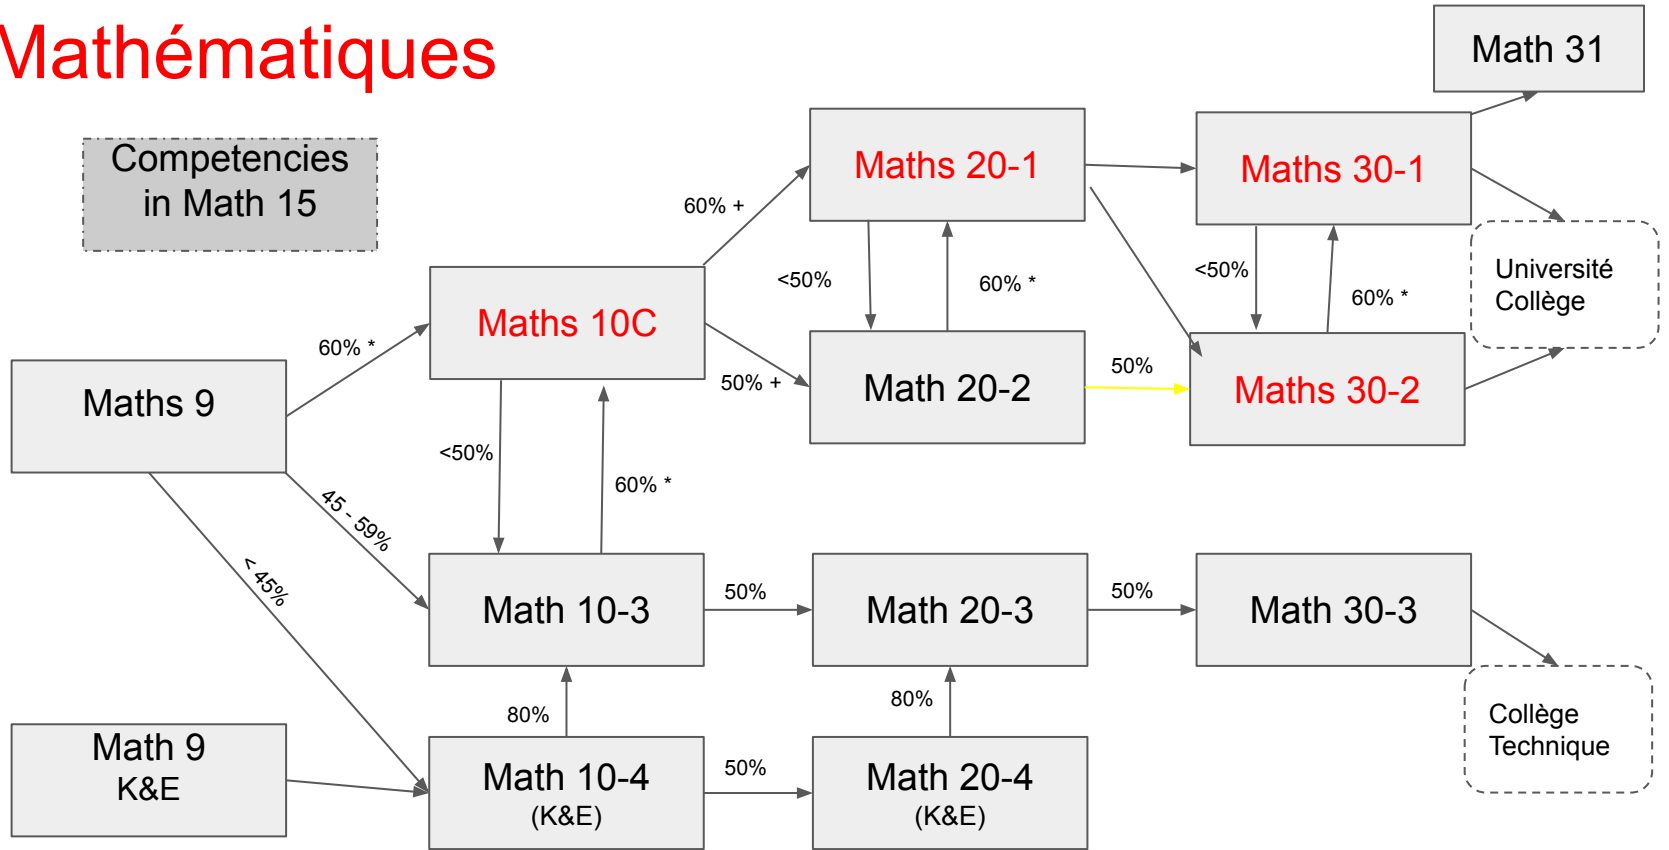 Mathématiques
Math 31
Competencies
in Math 15
Maths 20-1
Maths 30-1
60% +
<50%
60% *
<50%
60% *
Université
Collège
Maths 10C
60% *
50% +
Math 20-2
50%
Maths 30-2
Maths 9
<50%
60% *
45 - 59%
< 45%
Math 10-3
50%
Math 20-3
50%
Math 30-3
80%
80%
Collège
Technique
Math 9
K&E
Math 10-4
(K&E)
50%
Math 20-4
(K&E)